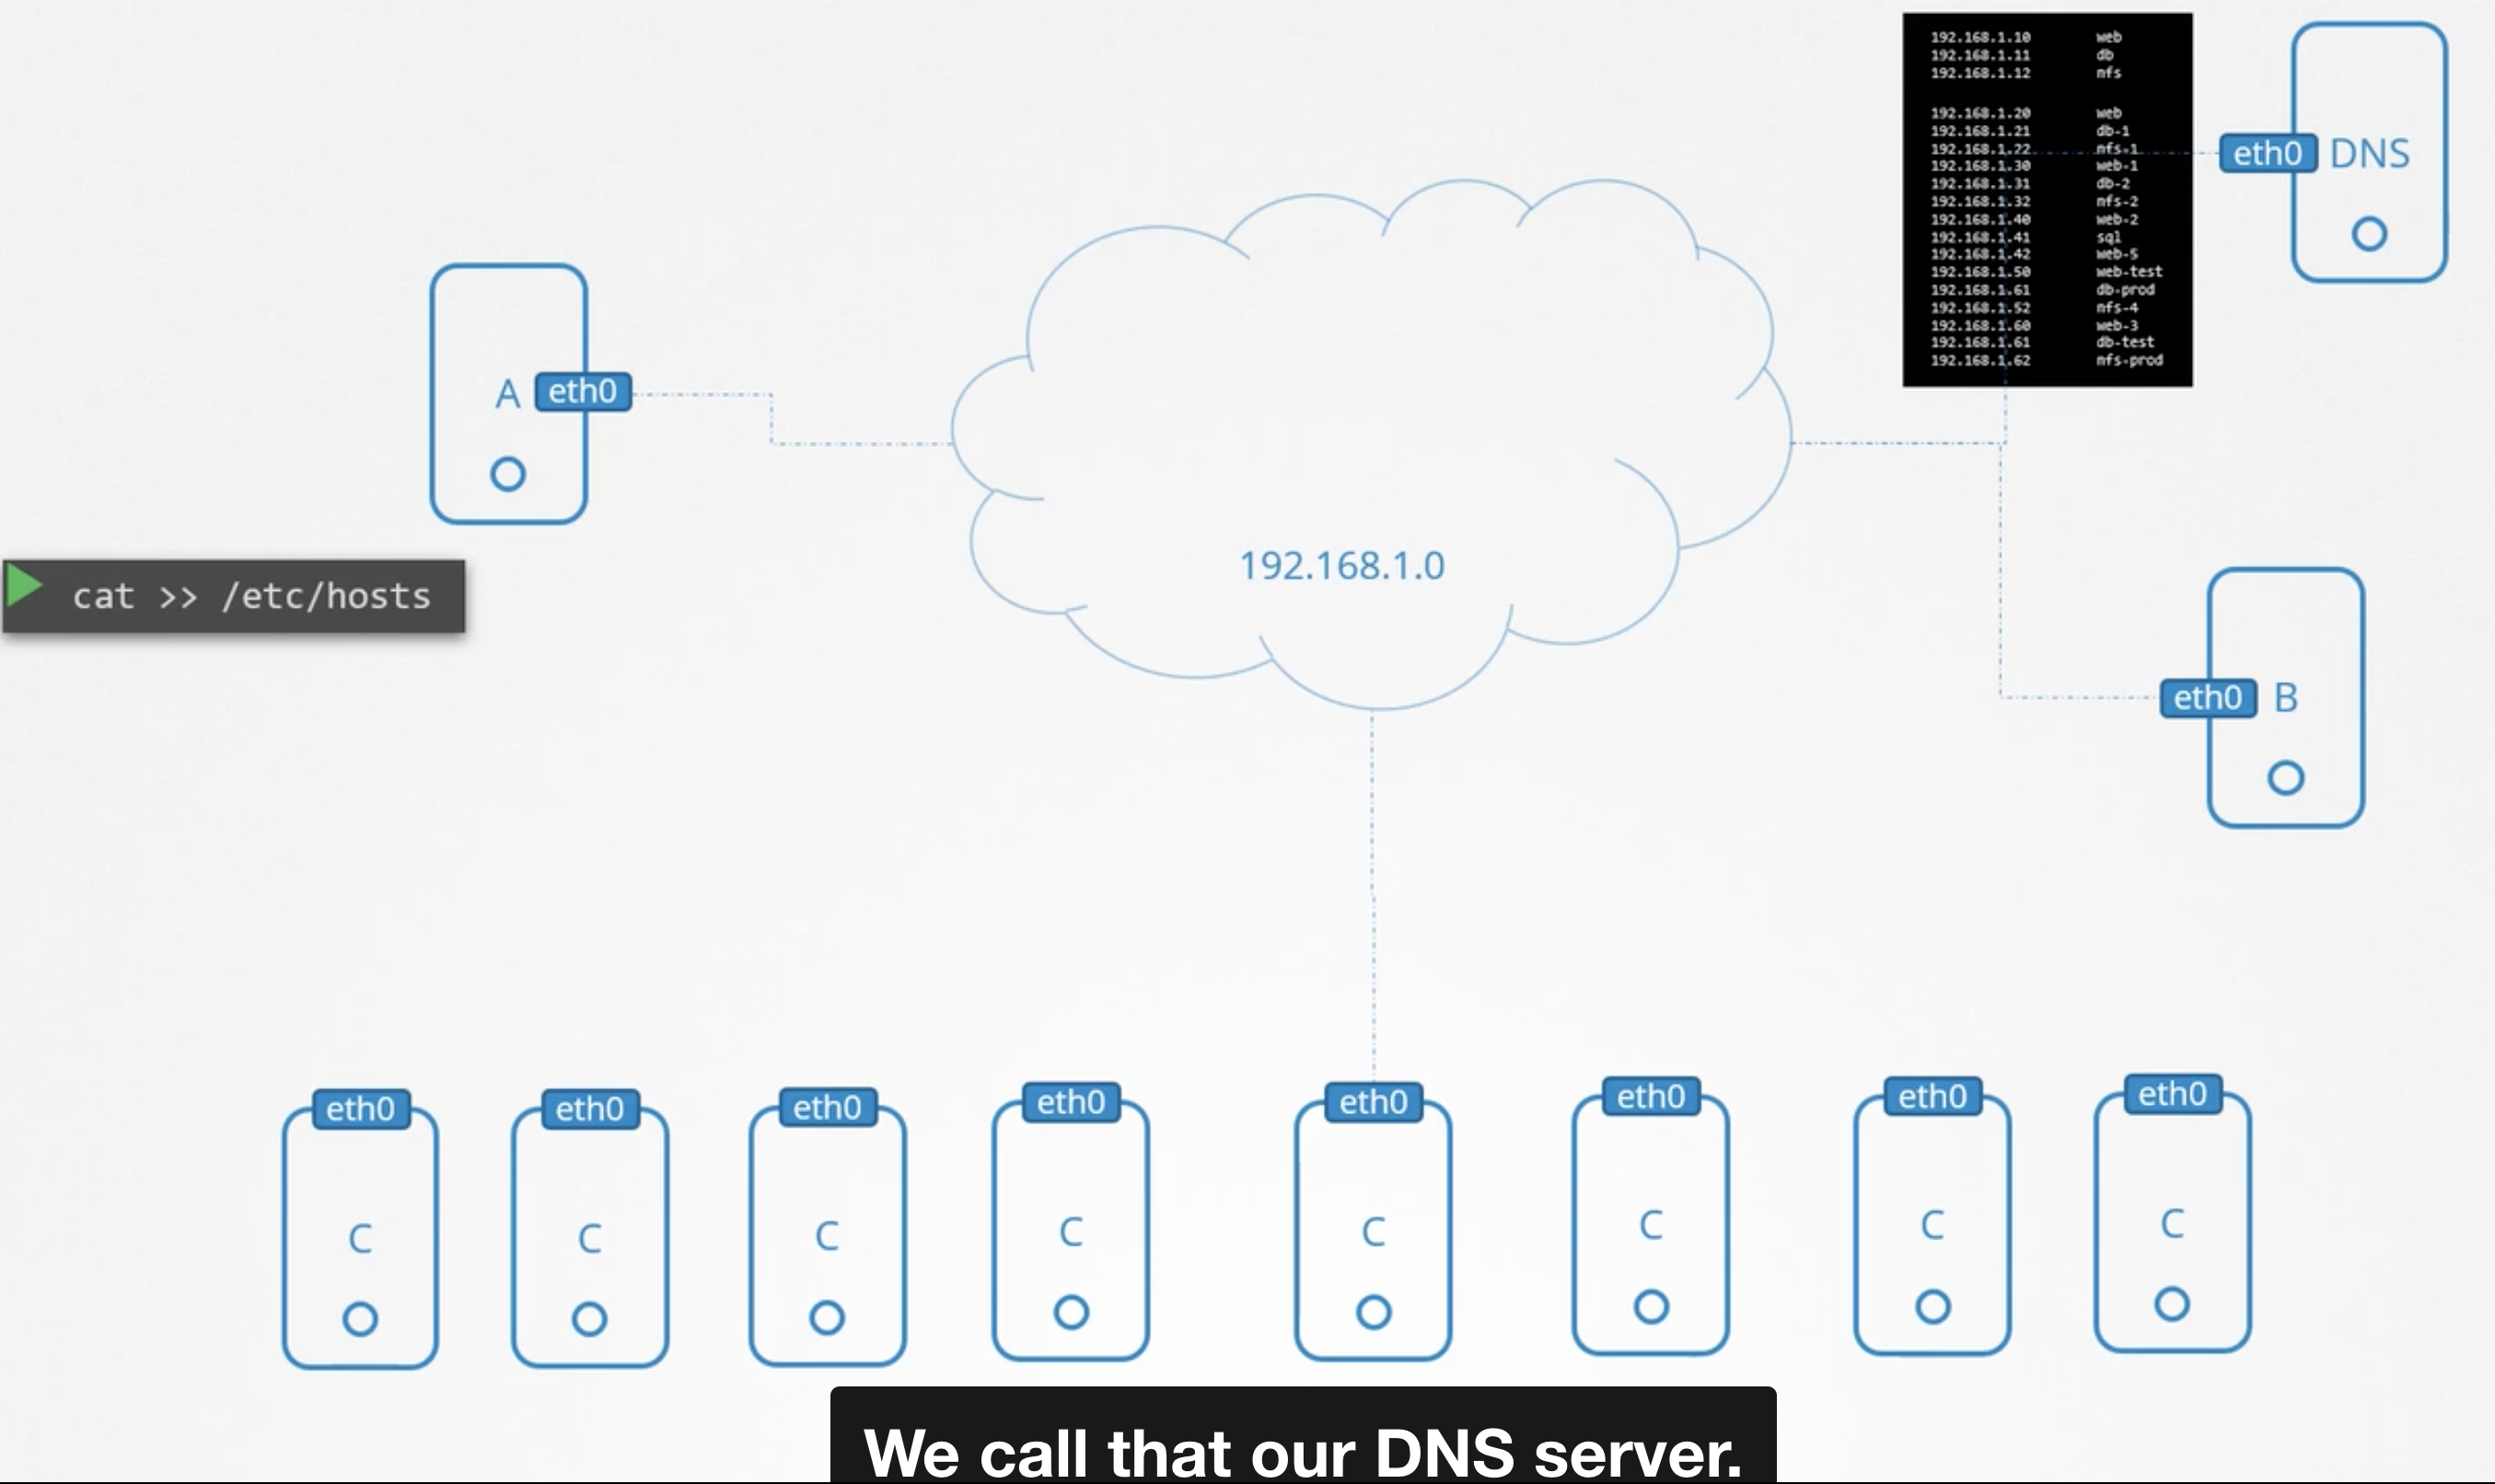 192.168.1.10 web
192.168.1.11 db
192.168.1.12 nfs
192.168.1.20 web
192.168.1.21 db-1
192.168.1.22 nfs-1
192.168.1.30 web-1
192.168.1.31 db-2
192.168.1.32 nfs-2
192.168.1.40 web-2
192.168.1.41 sql
192.168.1.42 web-5
192.168.1.50 web-test
192.168.1.61 db-prod
192.168.1.52 nfs-4
192.168.1.60 web-3
192.168.1.61 db-test
192.168.1.62 nfs-prod
eth0 DNS
A eth0
192.168.1.0
cat >> /etc/hosts
eth0 B
eth0 eth0 eth0 eth0 eth0 eth0 eth0 eth0
C C C C C C C C
We call that our DNS server.